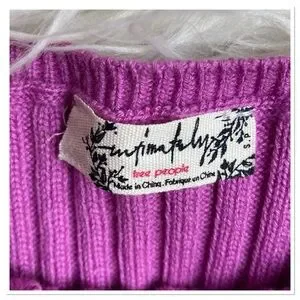 intimately
free people
Made in China. Fabriqué en Chine